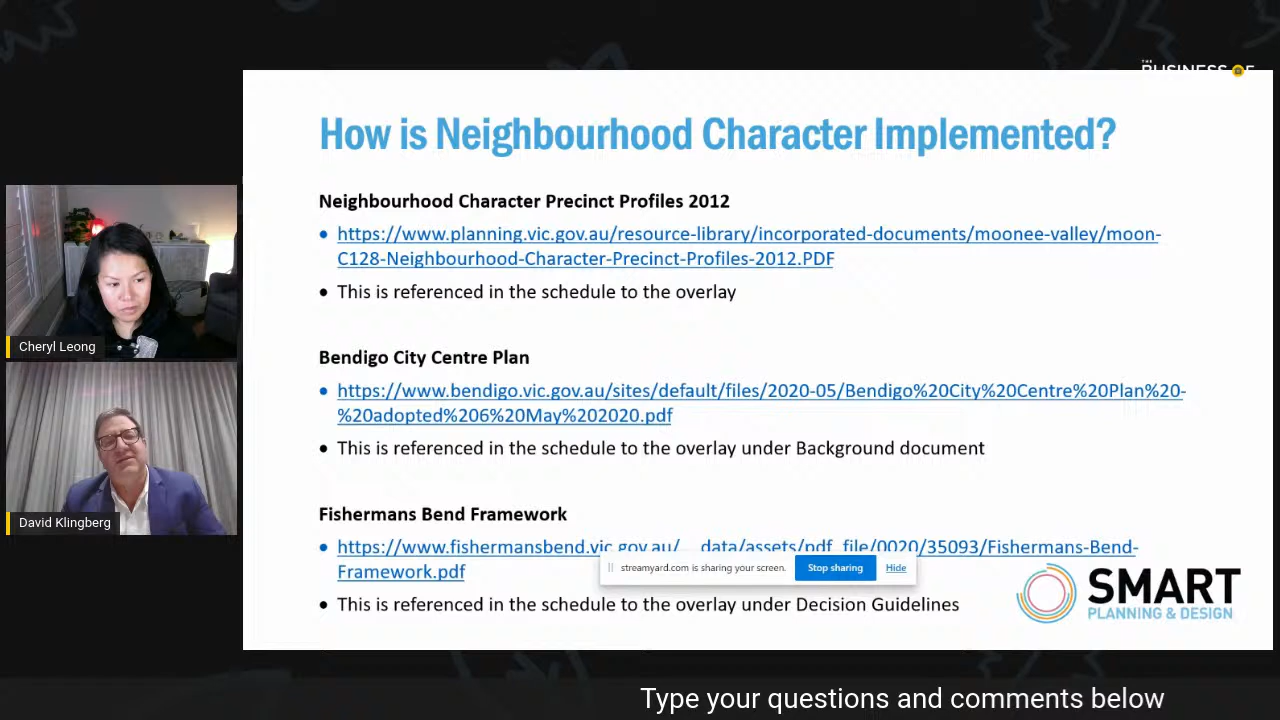 THE
BUSINESS OF
How is Neighbourhood Character Implemented?
Neighbourhood Character Precinct Profiles 2012
• https://www.planning.vic.gov.au/resource-library/incorporated-documents/moonee-valley/moon-
C128-Neighbourhood-Character-Precinct-Profiles-2012.PDF
• This is referenced in the schedule to the overlay
Bendigo City Centre Plan
• https://www.bendigo.vic.gov.au/sites/default/files/2020-05/Bendigo%20City%20Centre%20Plan%20-
%20adopted%206%20May%202020.pdf
• This is referenced in the schedule to the overlay under Background document
Fishermans Bend Framework
• https://www.fishermansbend.vic.gov.au/__data/assets/pdf_file/0020/35093/Fishermans-Bend-
Framework.pdf
streamyard.com is sharing your screen.
Stop sharing
Hide
• This is referenced in the schedule to the overlay under Decision Guidelines
SMART
PLANNING & DESIGN
Cheryl Leong
David Klingberg
Type your questions and comments below